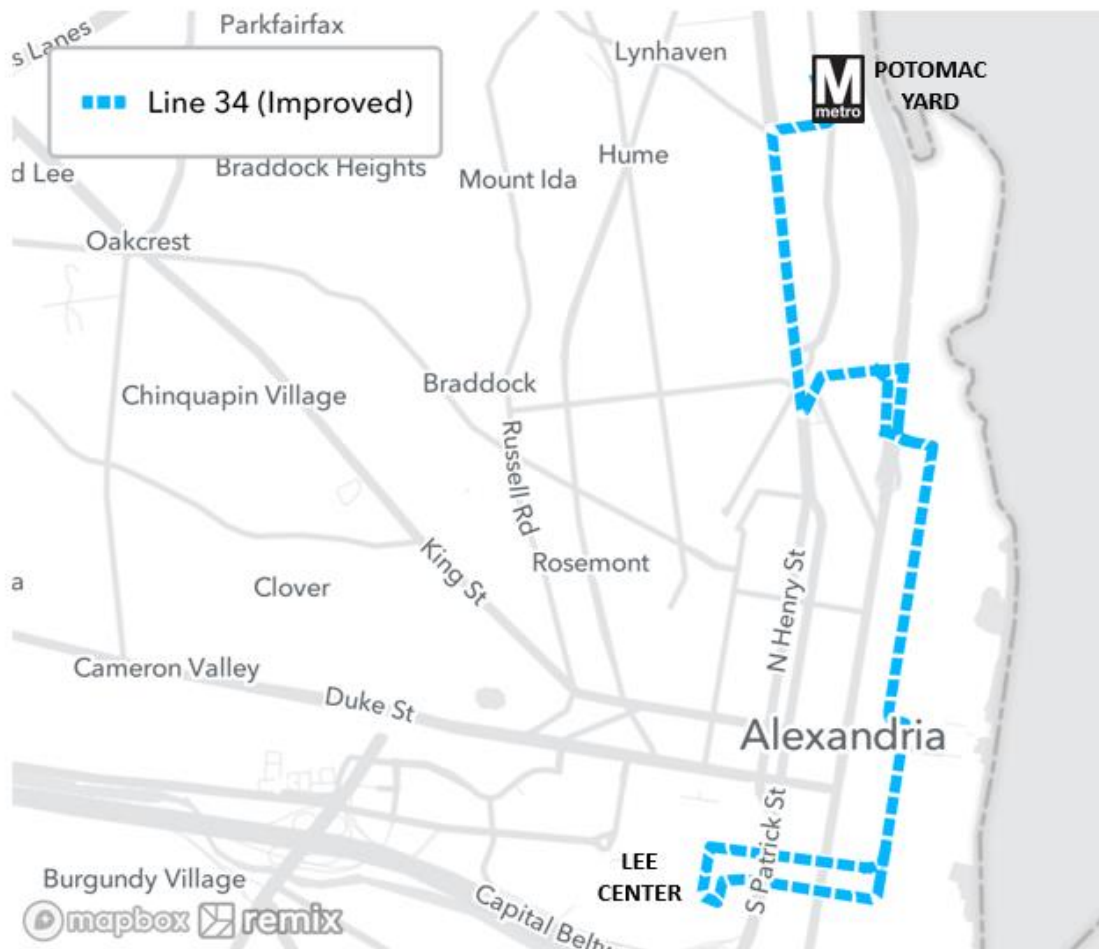 Parkfairfax
s Lanes
Lynhaven
M
metro
POTOMAC
YARD
Line 34 (Improved)
d Lee
Braddock Heights
Mount Ida
Hume
Oakcrest
Chinquapin Village
Braddock
Russell Rd
King St
Rosemont
a
Clover
N Henry St
Cameron Valley
Duke St
Alexandria
S Patrick St
LEE
CENTER
Burgundy Village
Capital Beltw
mapbox remix